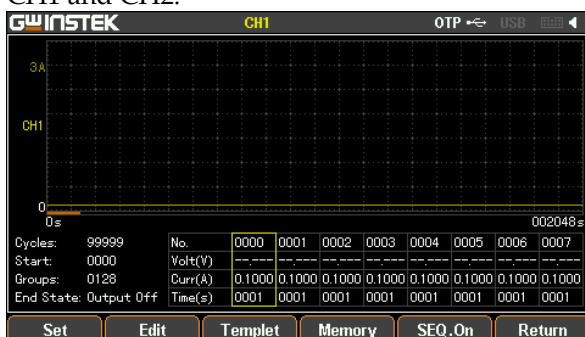 CH1 and CH2.
GWINSTEK CH1 OTP USB
3A
CH1
0
0s 002048s
Cycles: 99999 No. 0000 0001 0002 0003 0004 0005 0006 0007
Start: 0000 Volt(V) --.--- --.--- --.--- --.--- --.--- --.--- --.--- --.---
Groups: 0128 Curr(A) 0.1000 0.1000 0.1000 0.1000 0.1000 0.1000 0.1000 0.1000
End State: Output Off Time(s) 0001 0001 0001 0001 0001 0001 0001 0001
Set Edit Templet Memory SEQ.On Return